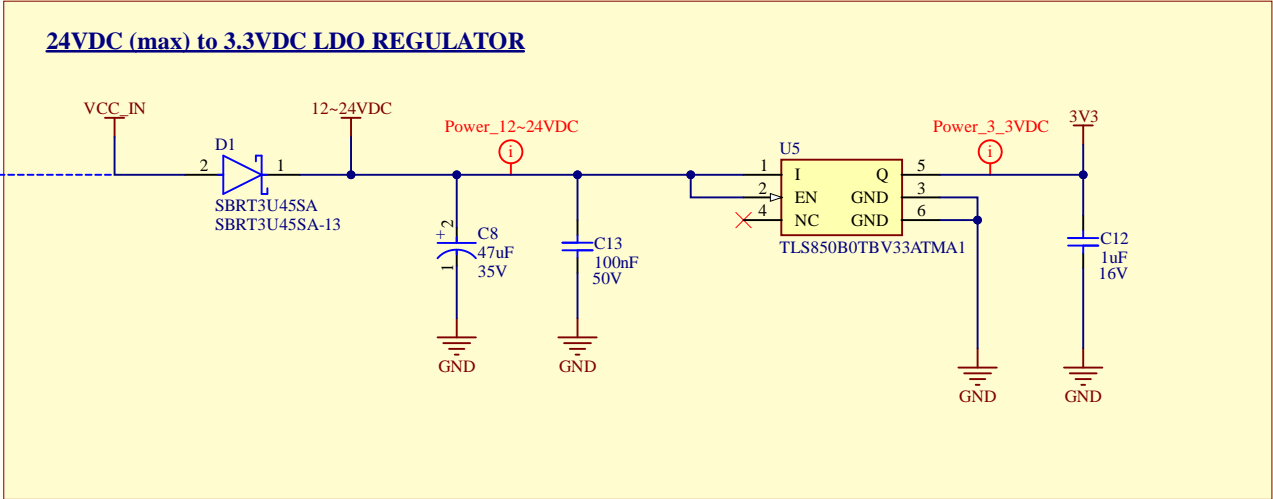 24VDC (max) to 3.3VDC LDO REGULATOR
VCC_IN
12~24VDC
Power_12~24VDC
Power_3_3VDC
3V3
D1
2
1
SBRT3U45SA
SBRT3U45SA-13
U5
1
I
Q
5
2
EN
GND
3
4
NC
GND
6
TLS850B0TBV33ATMA1
i
i
+
2
C8
47uF
35V
1
C13
100nF
50V
C12
1uF
16V
GND
GND
GND
GND